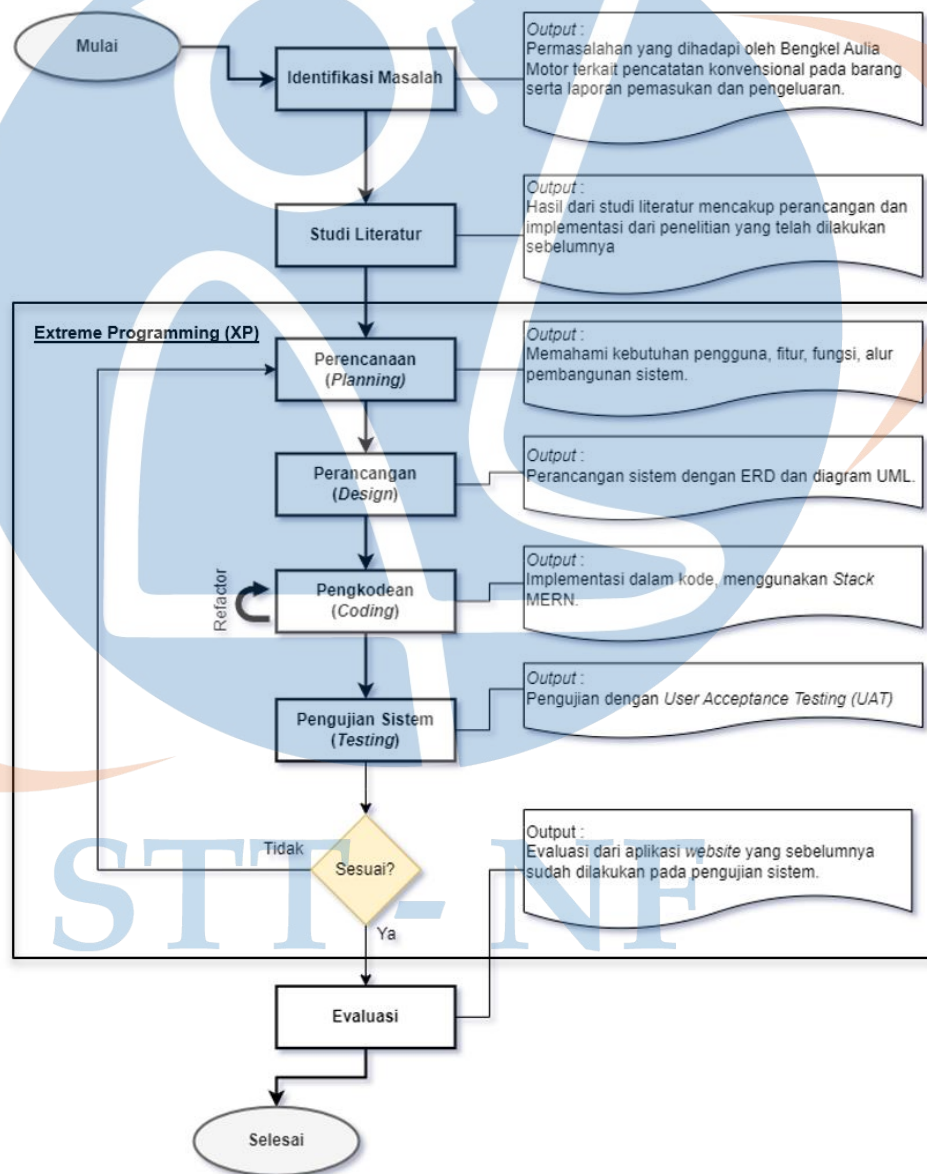 Mulai
Identifikasi Masalah
Output :
Permasalahan yang dihadapi oleh Bengkel Aulia
Motor terkait pencatatan konvensional pada barang
serta laporan pemasukan dan pengeluaran.
Studi Literatur
Output :
Hasil dari studi literatur mencakup perancangan dan
implementasi dari penelitian yang telah dilakukan
sebelumnya
Extreme Programming (XP)
Perencanaan
(Planning)
Output :
Memahami kebutuhan pengguna, fitur, fungsi, alur
pembangunan sistem.
Perancangan
(Design)
Output :
Perancangan sistem dengan ERD dan diagram UML.
Refactor
Pengkodean
(Coding)
Output :
Implementasi dalam kode, menggunakan Stack
MERN.
Pengujian Sistem
(Testing)
Output :
Pengujian dengan User Acceptance Testing (UAT)
Tidak
Sesuai?
Ya
Output :
Evaluasi dari aplikasi website yang sebelumnya
sudah dilakukan pada pengujian sistem.
STT - NF
Evaluasi
Selesai